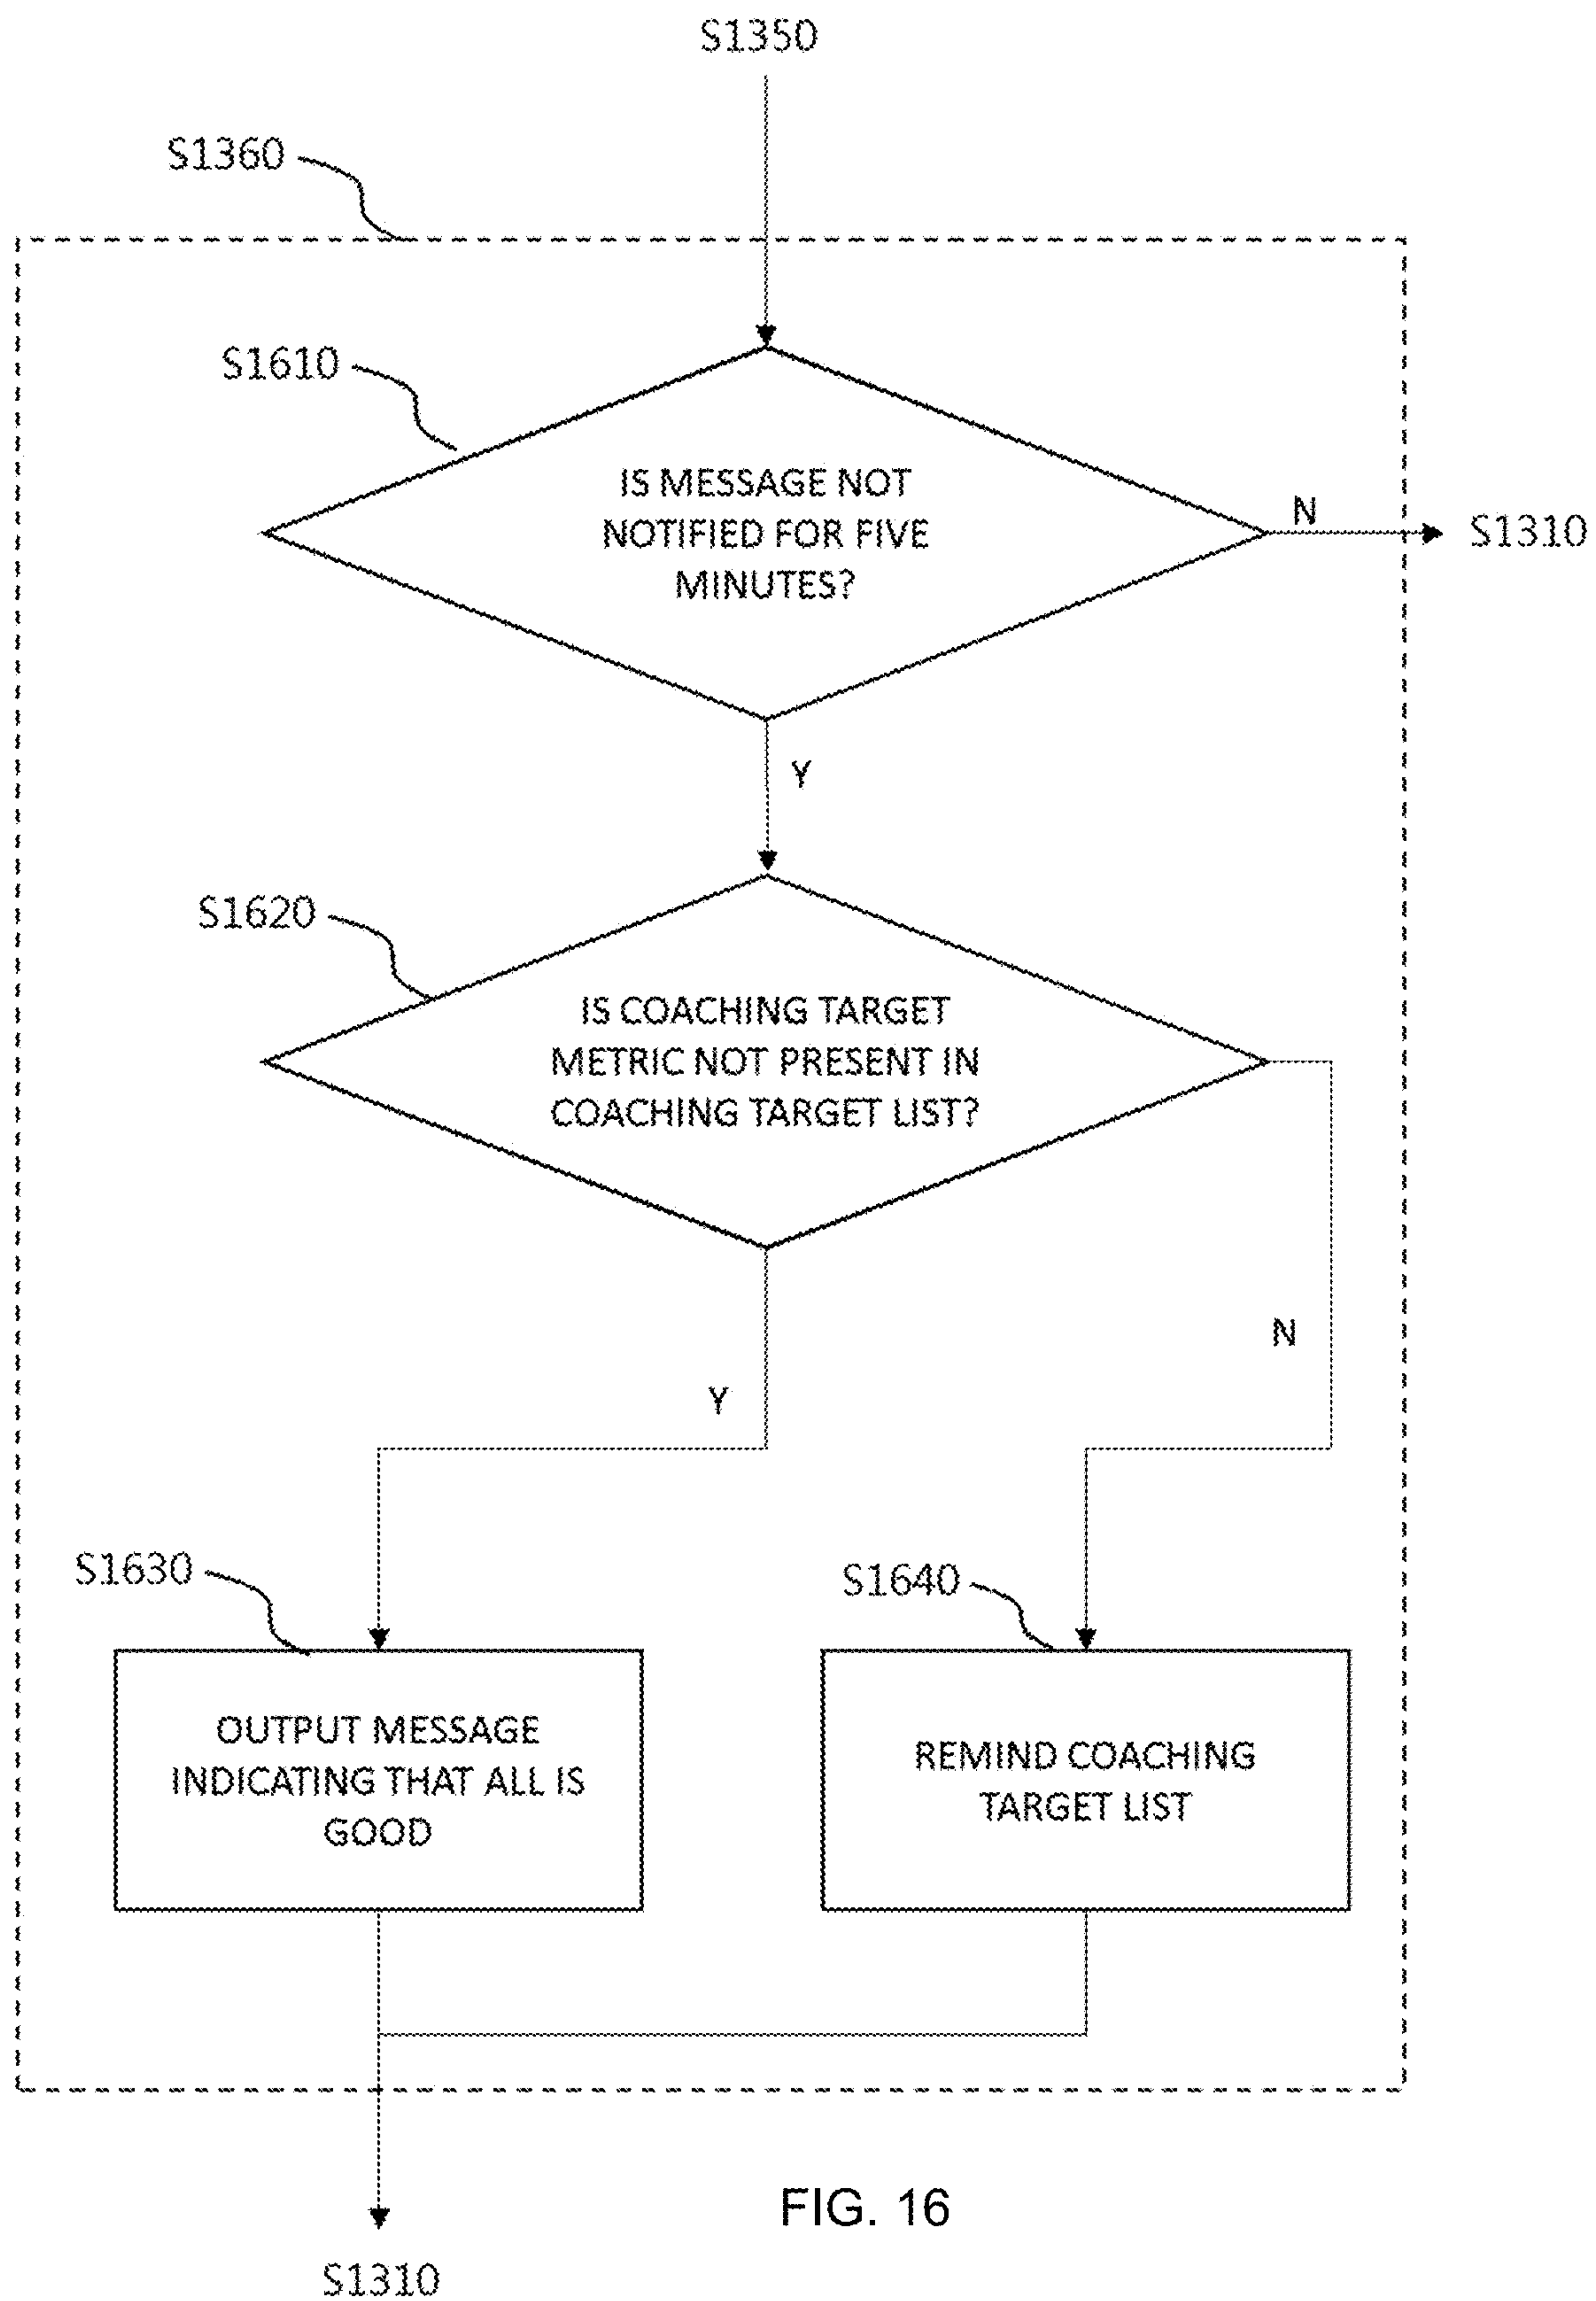 S1350
S1360
S1610
IS MESSAGE NOT
NOTIFIED FOR FIVE
MINUTES?
N
S1310
Y
S1620
IS COACHING TARGET
METRIC NOT PRESENT IN
COACHING TARGET LIST?
N
Y
S1630
S1640
OUTPUT MESSAGE
INDICATING THAT ALL IS
GOOD
REMIND COACHING
TARGET LIST
FIG. 16
S1310